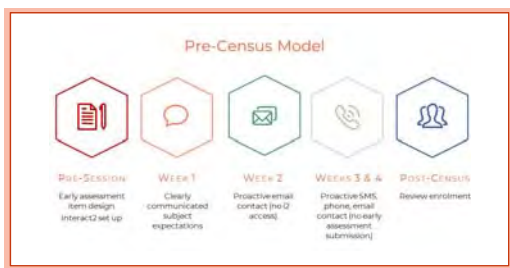 Pre-Census Model
PRE-SESSION
Early assessment
item design
Interact2 set up
WEEK 1
Clearly
communicated
subject
expectations
WEEK 2
Proactive email
contact (no i2
access)
WEEKS 3 & 4
Proactive SMS,
phone, email
contact (no early
assessment
submission)
POST-CENSUS
Review enrolment